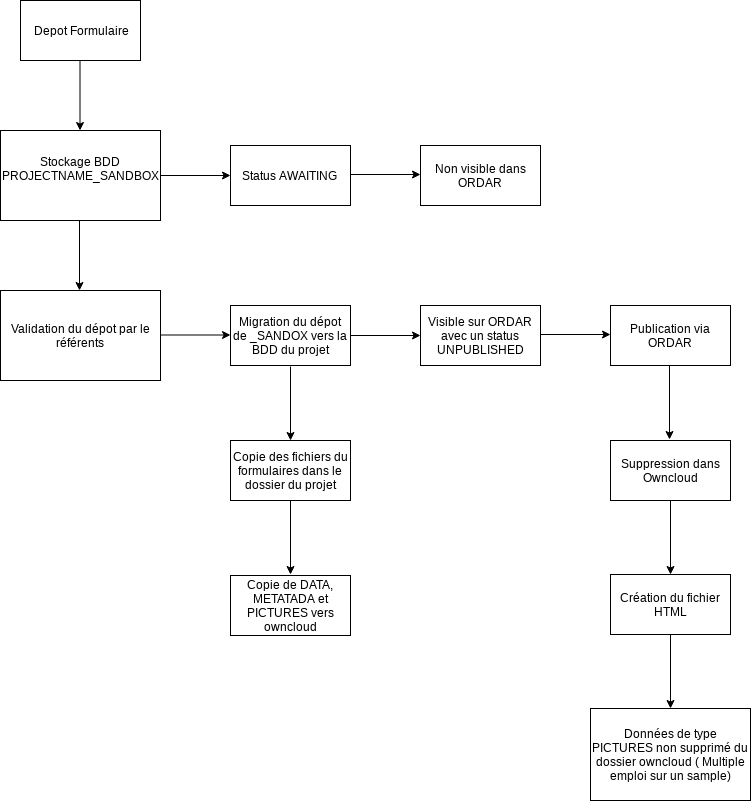 Depot Formulaire
Stockage BDD
PROJECTNAME_SANDBOX
Status AWAITING
Non visible dans
ORDAR
Validation du dépot par le
référents
Migration du dépot
de _SANDOX vers la
BDD du projet
Visible sur ORDAR
avec un status
UNPUBLISHED
Publication via
ORDAR
Copie des fichiers du
formulaires dans le
dossier du projet
Suppression dans
Owncloud
Copie de DATA,
METATADA et
PICTURES vers
owncloud
Création du fichier
HTML
Données de type
PICTURES non supprimé du
dossier owncloud ( Multiple
emploi sur un sample)